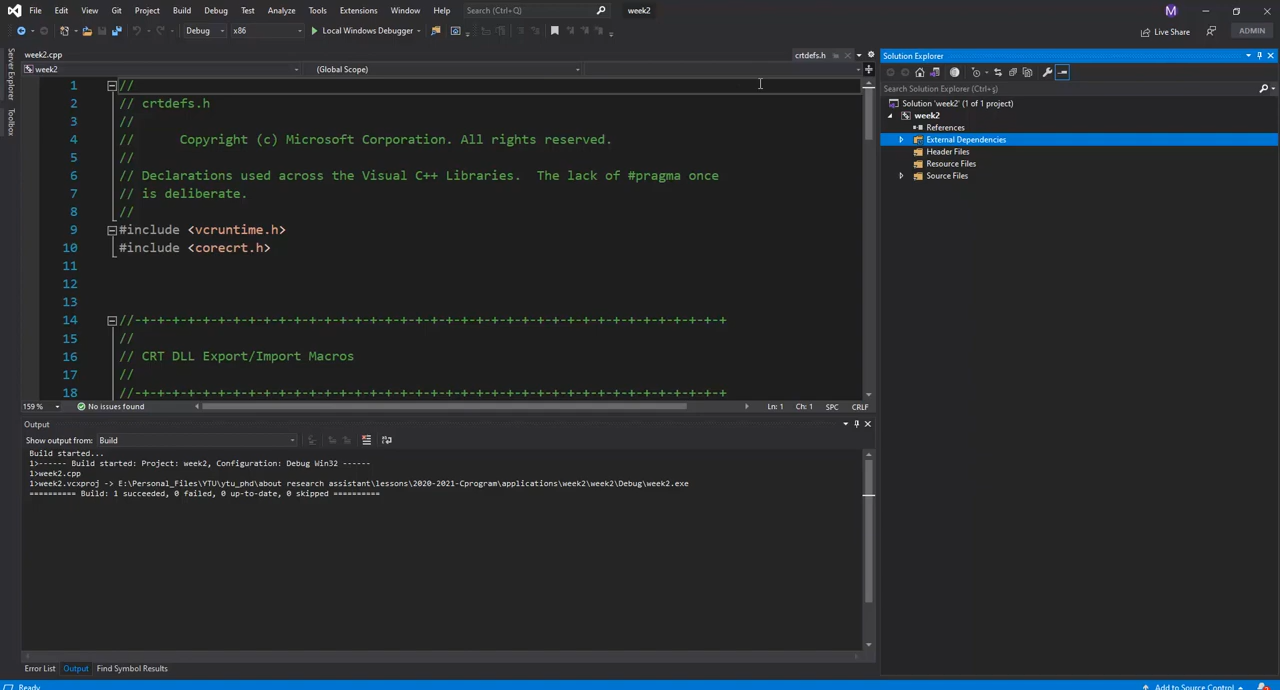 File Edit View Git Project Build Debug Test Analyze Tools Extensions Window Help Search (Ctrl+Q) week2 M
Debug x86 Local Windows Debugger Live Share ADMIN
Server Explorer
Toolbox
week2.cpp crtdefs.h
week2 (Global Scope)
1 //
2 // crtdefs.h
3 //
4 // Copyright (c) Microsoft Corporation. All rights reserved.
5 //
6 // Declarations used across the Visual C++ Libraries. The lack of #pragma once
7 // is deliberate.
8 //
9 #include <vcruntime.h>
10 #include <corecrt.h>
11
12
13
14 //-+-+-+-+-+-+-+-+-+-+-+-+-+-+-+-+-+-+-+-+-+-+-+-+-+-+-+-+-+-+-+-+-+-+-+-+-+-+-+
15 //
16 // CRT DLL Export/Import Macros
17 //
18 //-+-+-+-+-+-+-+-+-+-+-+-+-+-+-+-+-+-+-+-+-+-+-+-+-+-+-+-+-+-+-+-+-+-+-+-+-+-+-+
159 % No issues found Ln: 1 Ch: 1 SPC CRLF
Output
Show output from: Build
Build started...
1>------ Build started: Project: week2, Configuration: Debug Win32 ------
1>week2.cpp
1>week2.vcxproj -> E:\Personal_Files\YTU\ytu_phd\about research assistant\lessons\2020-2021-Cprogram\applications\week2\week2\Debug\week2.exe
========== Build: 1 succeeded, 0 failed, 0 up-to-date, 0 skipped ==========
Error List Output Find Symbol Results
Solution Explorer
Search Solution Explorer (Ctrl+ş)
Solution 'week2' (1 of 1 project)
week2
References
External Dependencies
Header Files
Resource Files
Source Files
Ready Add to Source Control